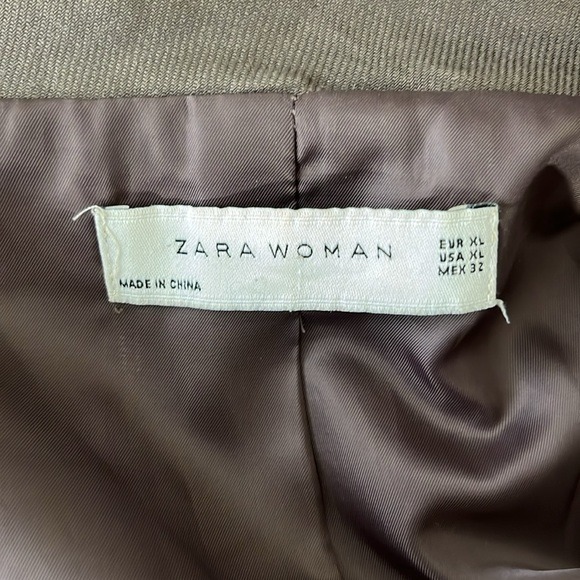 ZARA WOMAN
EUR XL
USA XL
MEX 32
MADE IN CHINA